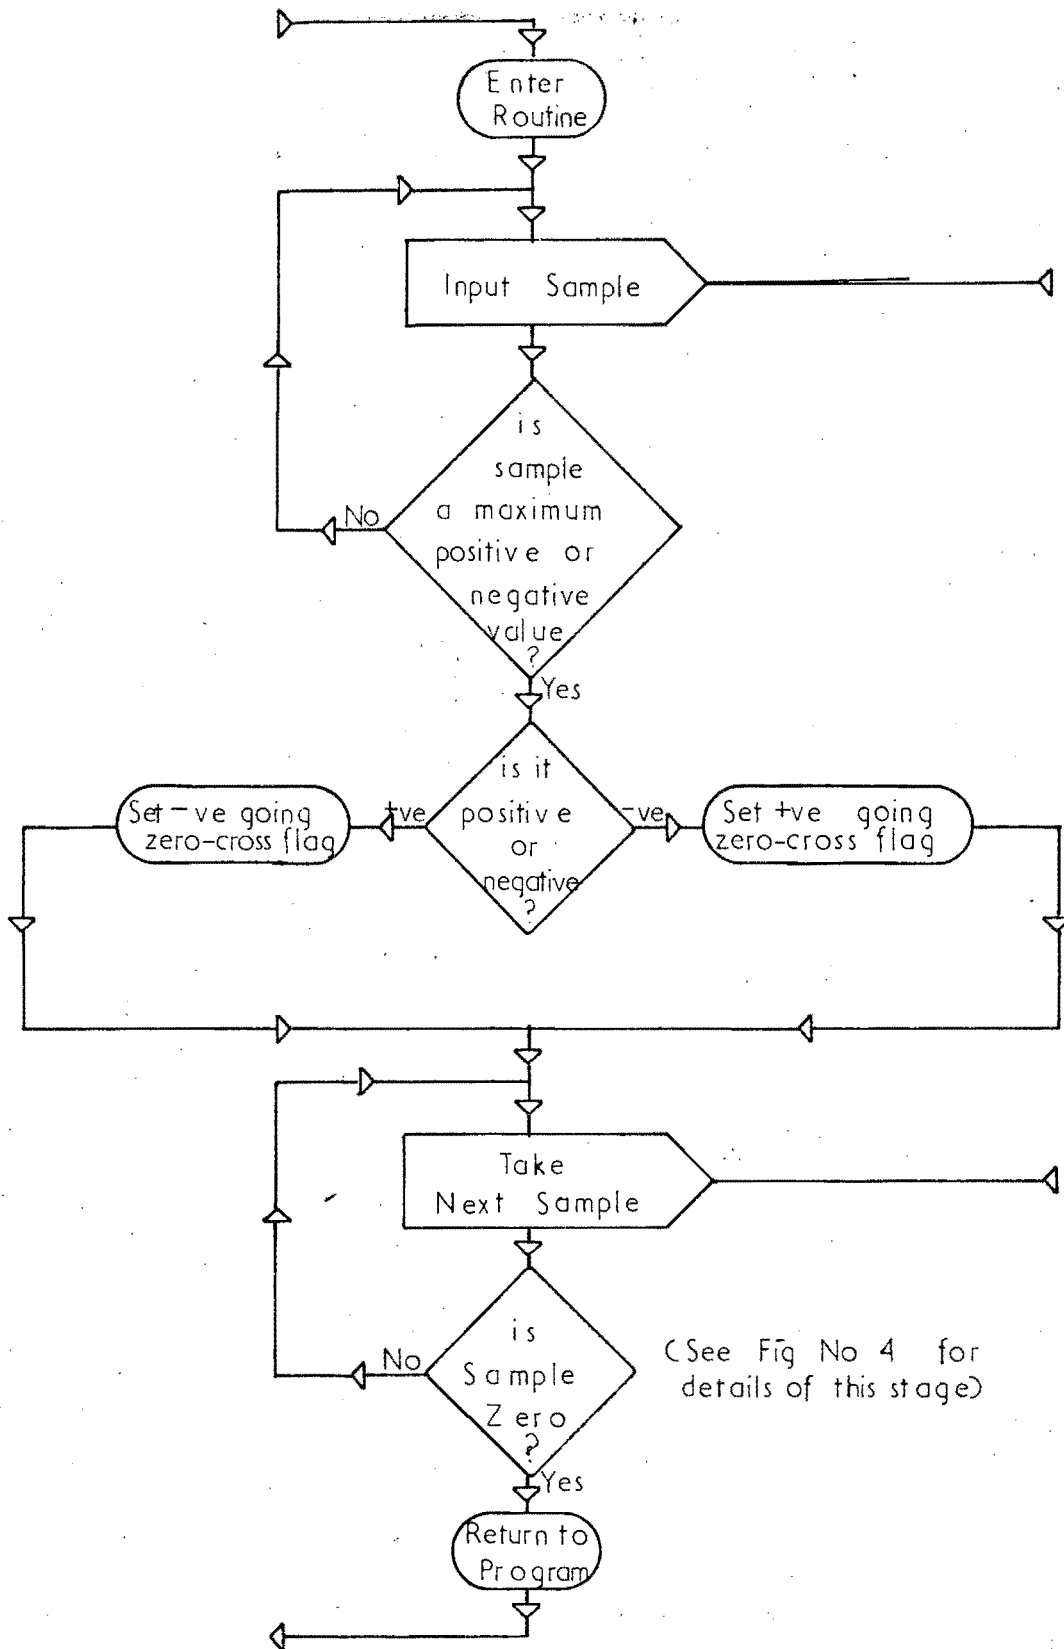 Enter
Routine
Input Sample
is
sample
a maximum
positive or
negative
value
?
No
Yes
is it
positive
or
negative
?
+ve
-ve
Set -ve going
zero-cross flag
Set +ve going
zero-cross flag
Take
Next Sample
is
Sample
Zero
?
No
(See Fig No 4 for
details of this stage)
Yes
Return to
Program